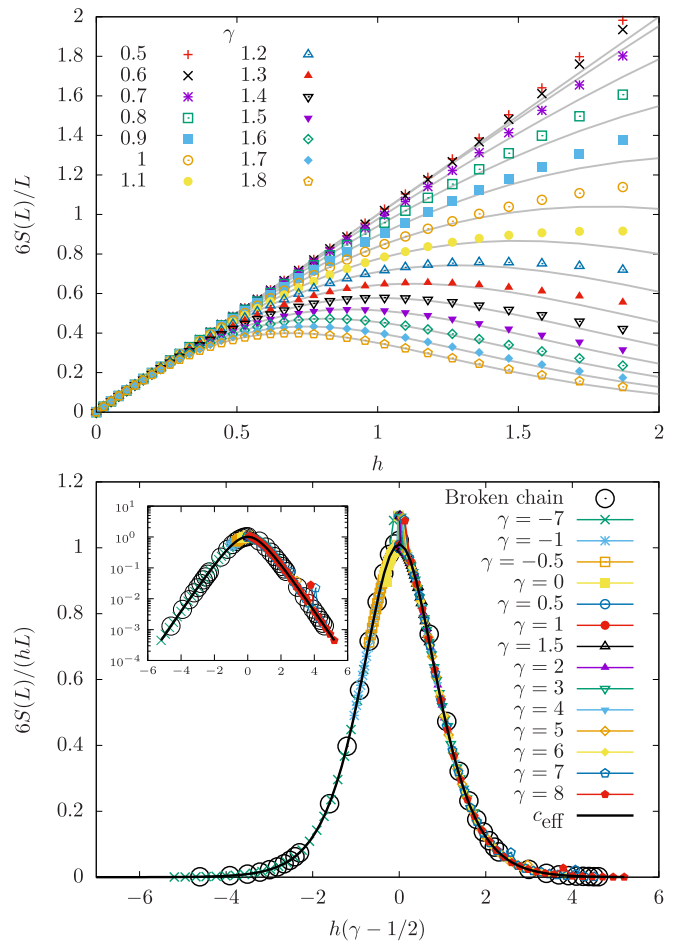 γ
0.5 1.2
0.6 1.3
0.7 1.4
0.8 1.5
0.9 1.6
1 1.7
1.1 1.8
2
1.8
1.6
1.4
1.2
1
0.8
0.6
0.4
0.2
0
6S(L)/L
0 0.5 1 1.5 2
h
1.2
1
0.8
0.6
0.4
0.2
0
6S(L)/(hL)
10^1
10^0
10^−1
10^−2
10^−3
10^−4
−6 −4 −2 0 2 4 6
Broken chain
γ = −7
γ = −1
γ = −0.5
γ = 0
γ = 0.5
γ = 1
γ = 1.5
γ = 2
γ = 3
γ = 4
γ = 5
γ = 6
γ = 7
γ = 8
c_eff
−6 −4 −2 0 2 4 6
h(γ − 1/2)